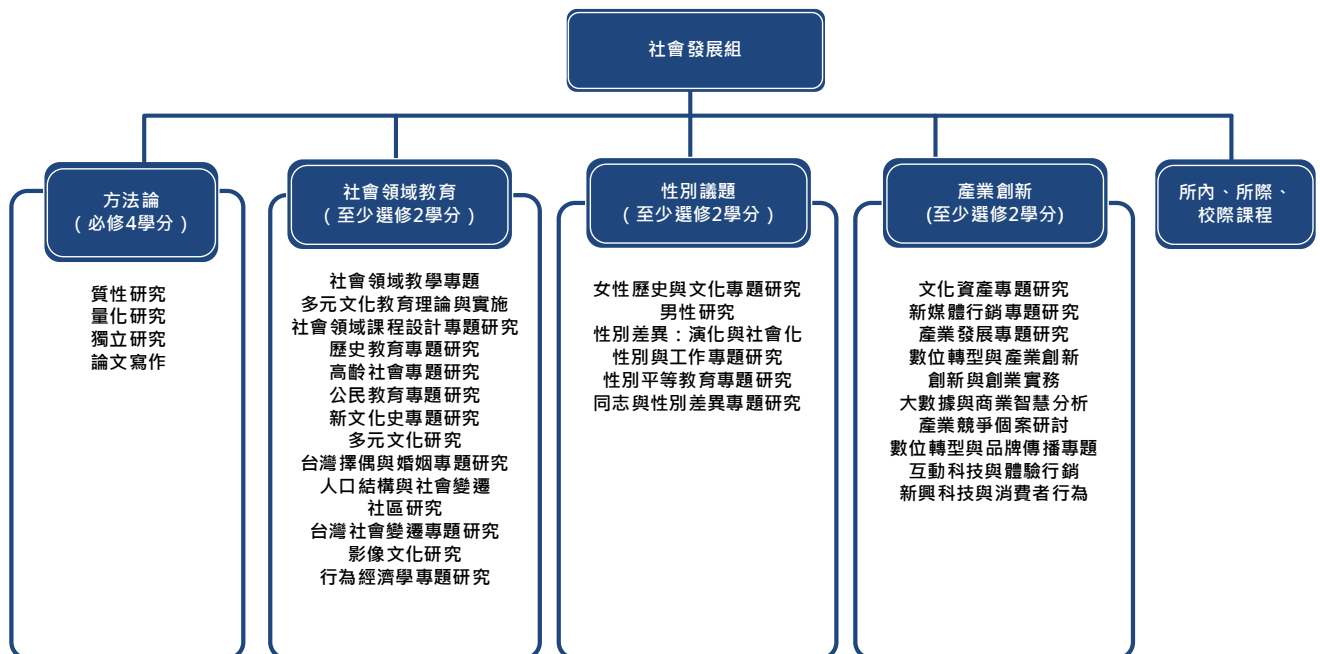 社會發展組
方法論
（必修4學分）
質性研究
量化研究
獨立研究
論文寫作
社會領域教育
（至少選修2學分）
社會領域教學專題
多元文化教育理論與實施
社會領域課程設計專題研究
歷史教育專題研究
高齡社會專題研究
公民教育專題研究
新文化史專題研究
多元文化研究
台灣擇偶與婚姻專題研究
人口結構與社會變遷
社區研究
台灣社會變遷專題研究
影像文化研究
行為經濟學專題研究
性別議題
（至少選修2學分）
女性歷史與文化專題研究
男性研究
性別差異：演化與社會化
性別與工作專題研究
性別平等教育專題研究
同志與性別差異專題研究
產業創新
(至少選修2學分)
文化資產專題研究
新媒體行銷專題研究
產業發展專題研究
數位轉型與產業創新
創新與創業實務
大數據與商業智慧分析
產業競爭個案研討
數位轉型與品牌傳播專題
互動科技與體驗行銷
新興科技與消費者行為
所內、所際、
校際課程